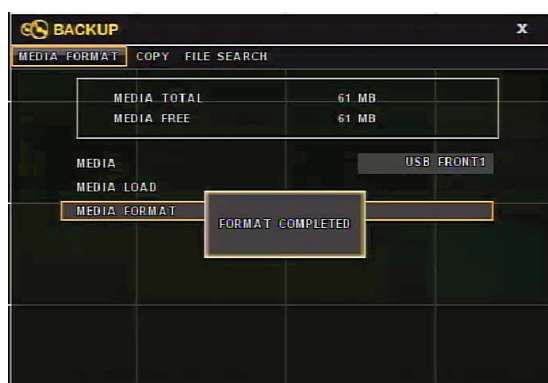 BACKUP X
MEDIA FORMAT COPY FILE SEARCH
MEDIA TOTAL 61 MB
MEDIA FREE 61 MB
MEDIA USB FRONT1
MEDIA LOAD
MEDIA FORMAT
FORMAT COMPLETED